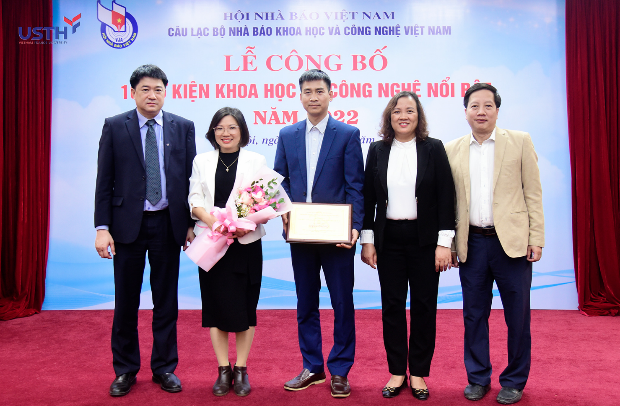 USTH
HỘI NHÀ BÁO VIỆT NAM
CÂU LẠC BỘ NHÀ BÁO KHOA HỌC VÀ CÔNG NGHỆ VIỆT NAM
LỄ CÔNG BỐ
KIỆN KHOA HỌC CÔNG NGHỆ NỔI
NĂM 2022